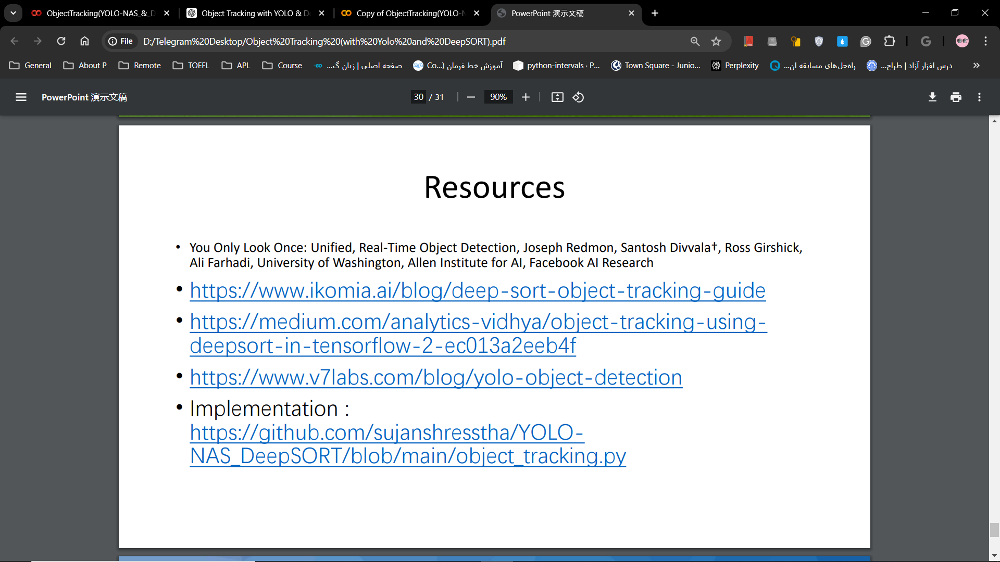 ObjectTracking(YOLO-NAS_&_D
Object Tracking with YOLO & D
Copy of ObjectTracking(YOLO-N
PowerPoint 演示文稿
File
D:/Telegram%20Desktop/Object%20Tracking%20(with%20Yolo%20and%20DeepSORT).pdf
General
About P
Remote
TOEFL
APL
Course
صفحه اصلی | زبان گ...
آموزش خط فرمان (...Co
python-intervals · P...
Town Square - Junio...
Perplexity
راه‌حل‌های مسابقه ان...
درس افزار آزاد | طراح...
PowerPoint 演示文稿
30 / 31
90%
Resources
• You Only Look Once: Unified, Real-Time Object Detection, Joseph Redmon, Santosh Divvala†, Ross Girshick,
Ali Farhadi, University of Washington, Allen Institute for AI, Facebook AI Research
• https://www.ikomia.ai/blog/deep-sort-object-tracking-guide
• https://medium.com/analytics-vidhya/object-tracking-using-
deepsort-in-tensorflow-2-ec013a2eeb4f
• https://www.v7labs.com/blog/yolo-object-detection
• Implementation :
https://github.com/sujanshresstha/YOLO-
NAS_DeepSORT/blob/main/object_tracking.py